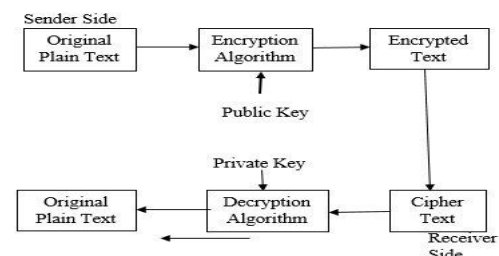 Sender Side
Original
Plain Text
Encryption
Algorithm
Encrypted
Text
Public Key
Private Key
Original
Plain Text
Decryption
Algorithm
Cipher
Text
Receiver
Side